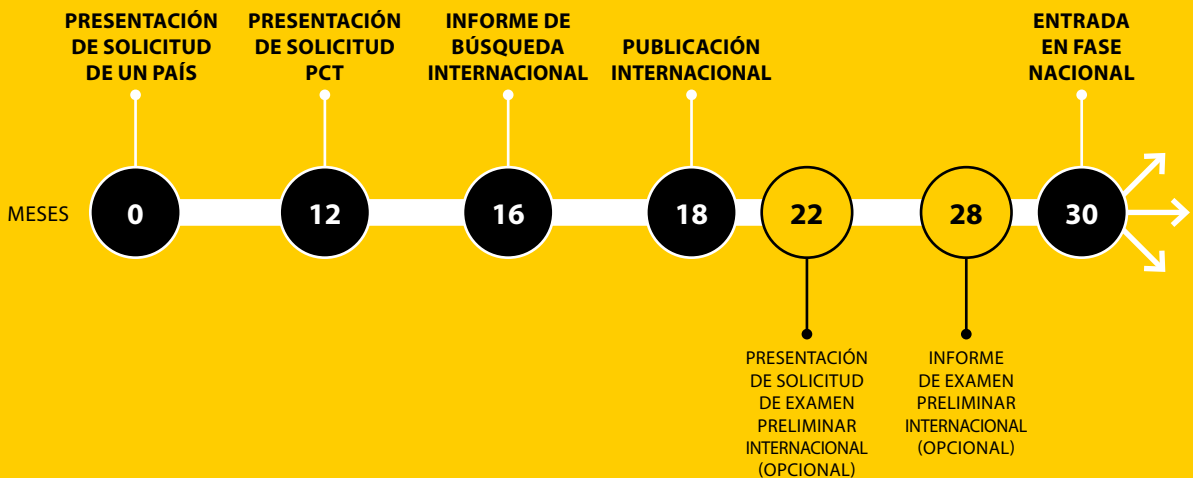 PRESENTACIÓN
DE SOLICITUD
DE UN PAÍS
PRESENTACIÓN
DE SOLICITUD
PCT
INFORME DE
BÚSQUEDA
INTERNACIONAL
PUBLICACIÓN
INTERNACIONAL
ENTRADA
EN FASE
NACIONAL
MESES
0
12
16
18
22
28
30
PRESENTACIÓN
DE SOLICITUD
DE EXAMEN
PRELIMINAR
INTERNACIONAL
(OPCIONAL)
INFORME
DE EXAMEN
PRELIMINAR
INTERNACIONAL
(OPCIONAL)